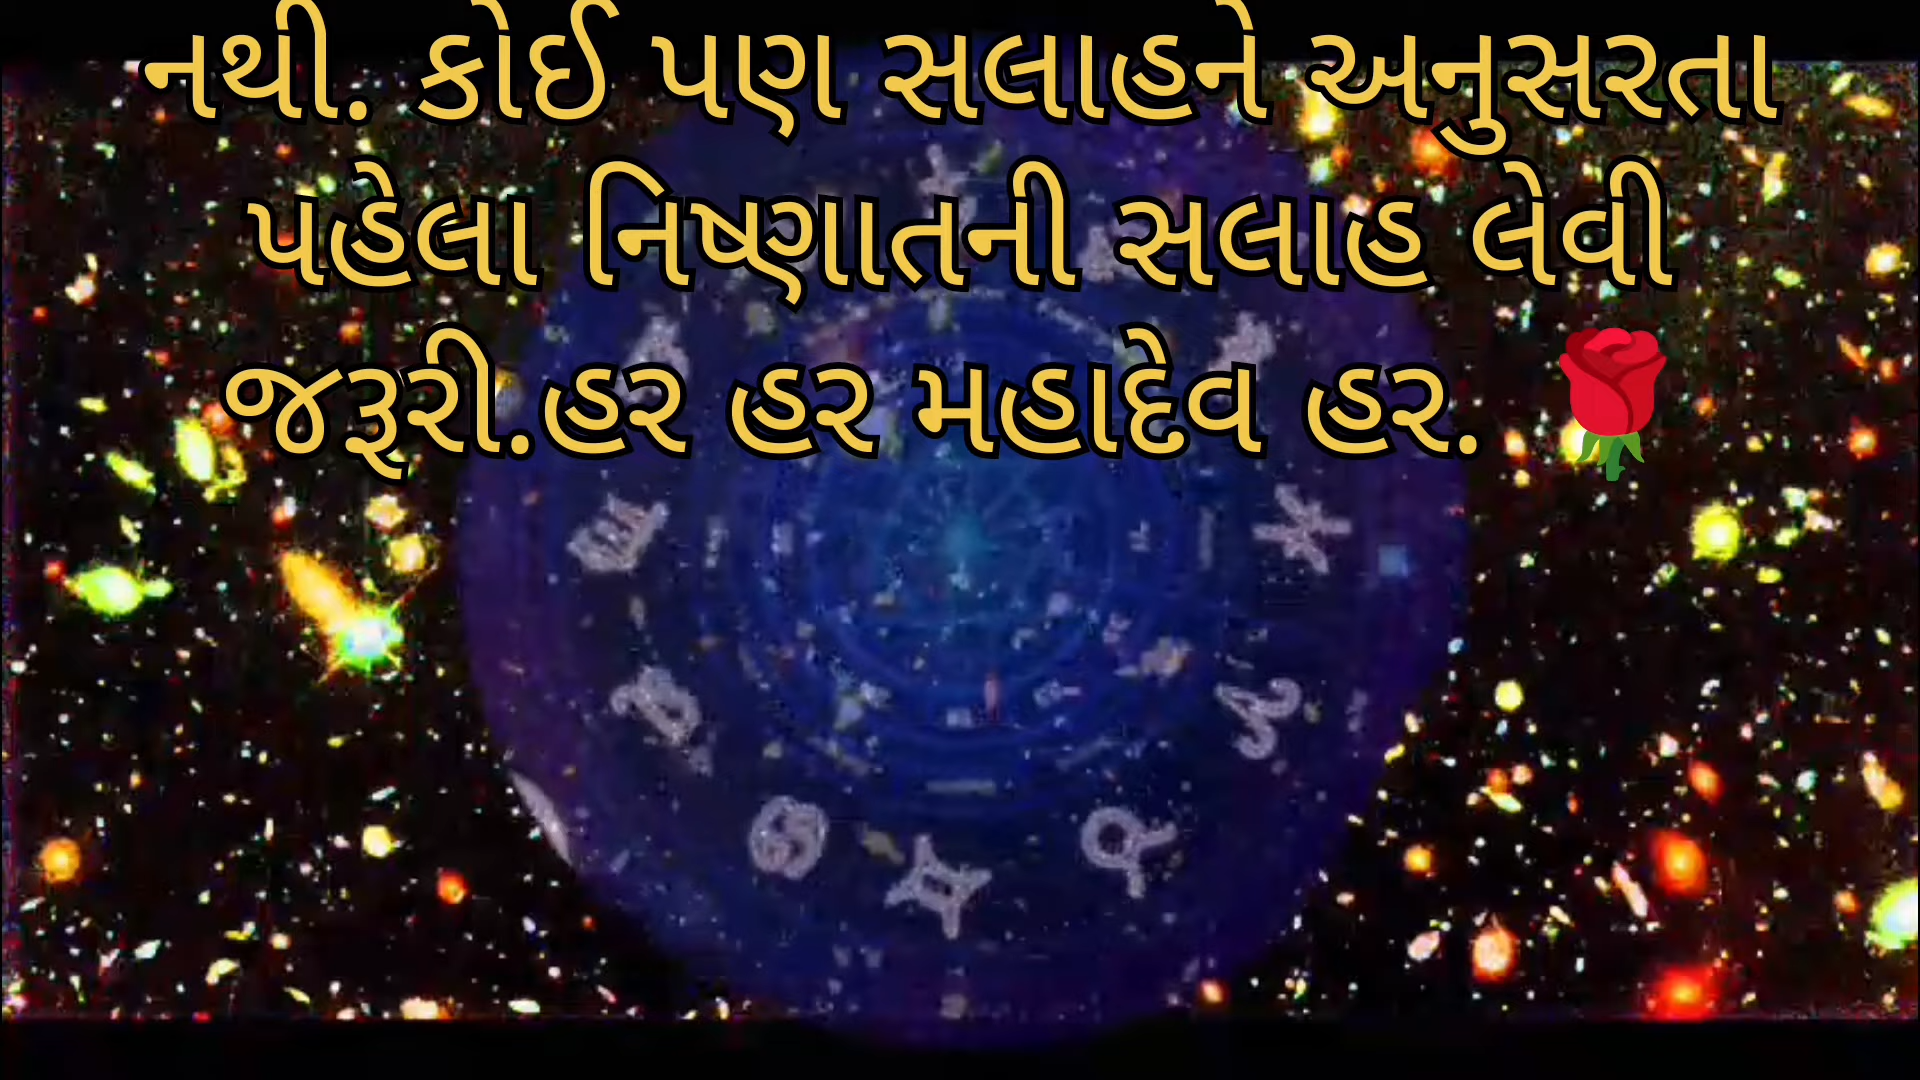 નથી. કોઈ પણ સલાહને અનુસરતા
પહેલા નિષ્ણાતની સલાહ લેવી
જરૂરી.હર હર મહાદેવ હર. 🌹